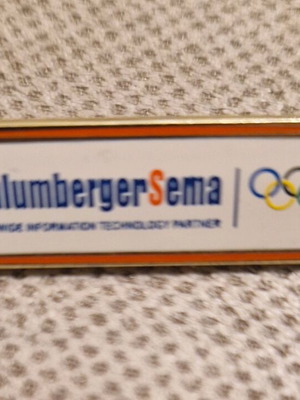 lumbergerSema
WIDE INFORMATION TECHNOLOGY PARTNER